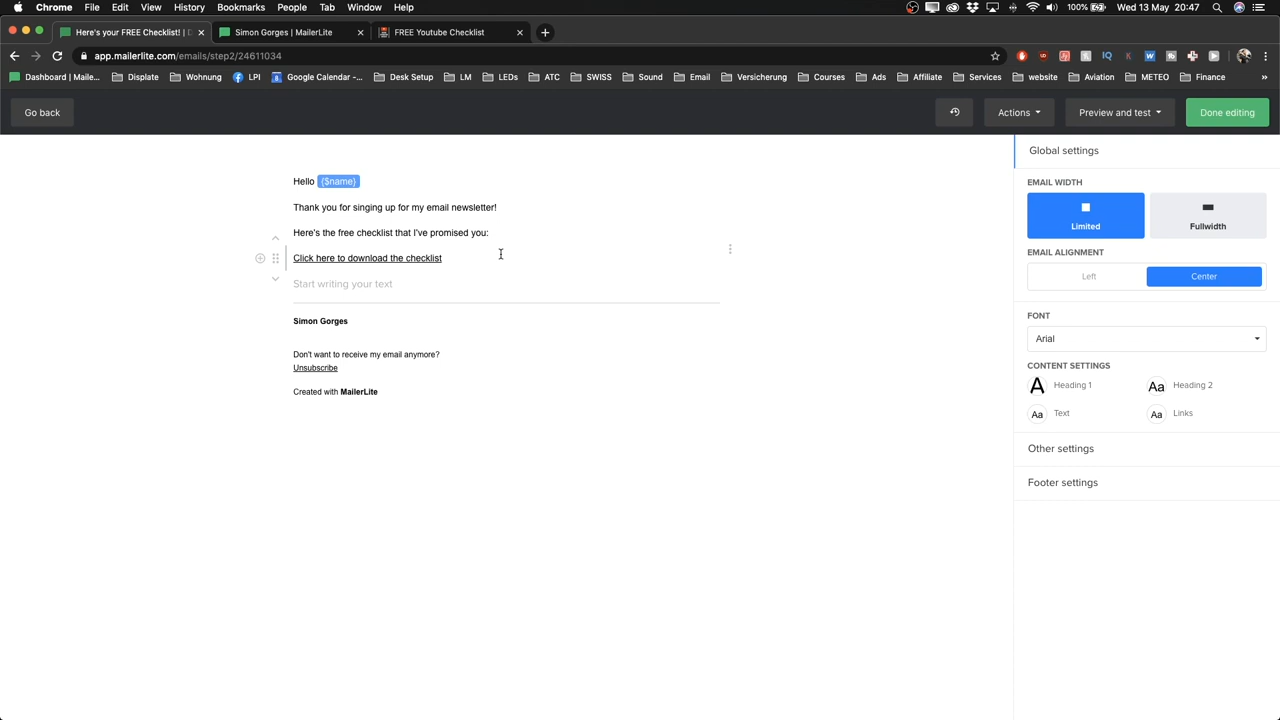 Chrome File Edit View History Bookmarks People Tab Window Help 100% Wed 13 May 20:47
Here's your FREE Checklist! | Simon Gorges | MailerLite FREE Youtube Checklist
app.mailerlite.com/emails/step2/24611034
Dashboard | Maile... Displate Wohnung LPI Google Calendar -... Desk Setup LM LEDs ATC SWISS Sound Email Versicherung Courses Ads Affiliate Services website Aviation METEO Finance »
Go back Actions Preview and test Done editing
Global settings
EMAIL WIDTH
Limited Fullwidth
EMAIL ALIGNMENT
Left Center
FONT
Arial
CONTENT SETTINGS
A Heading 1 Aa Heading 2
Aa Text Aa Links
Other settings
Footer settings
Hello {$name}
Thank you for singing up for my email newsletter!
Here's the free checklist that I've promised you:
Click here to download the checklist
Start writing your text
Simon Gorges
Don't want to receive my email anymore?
Unsubscribe
Created with MailerLite